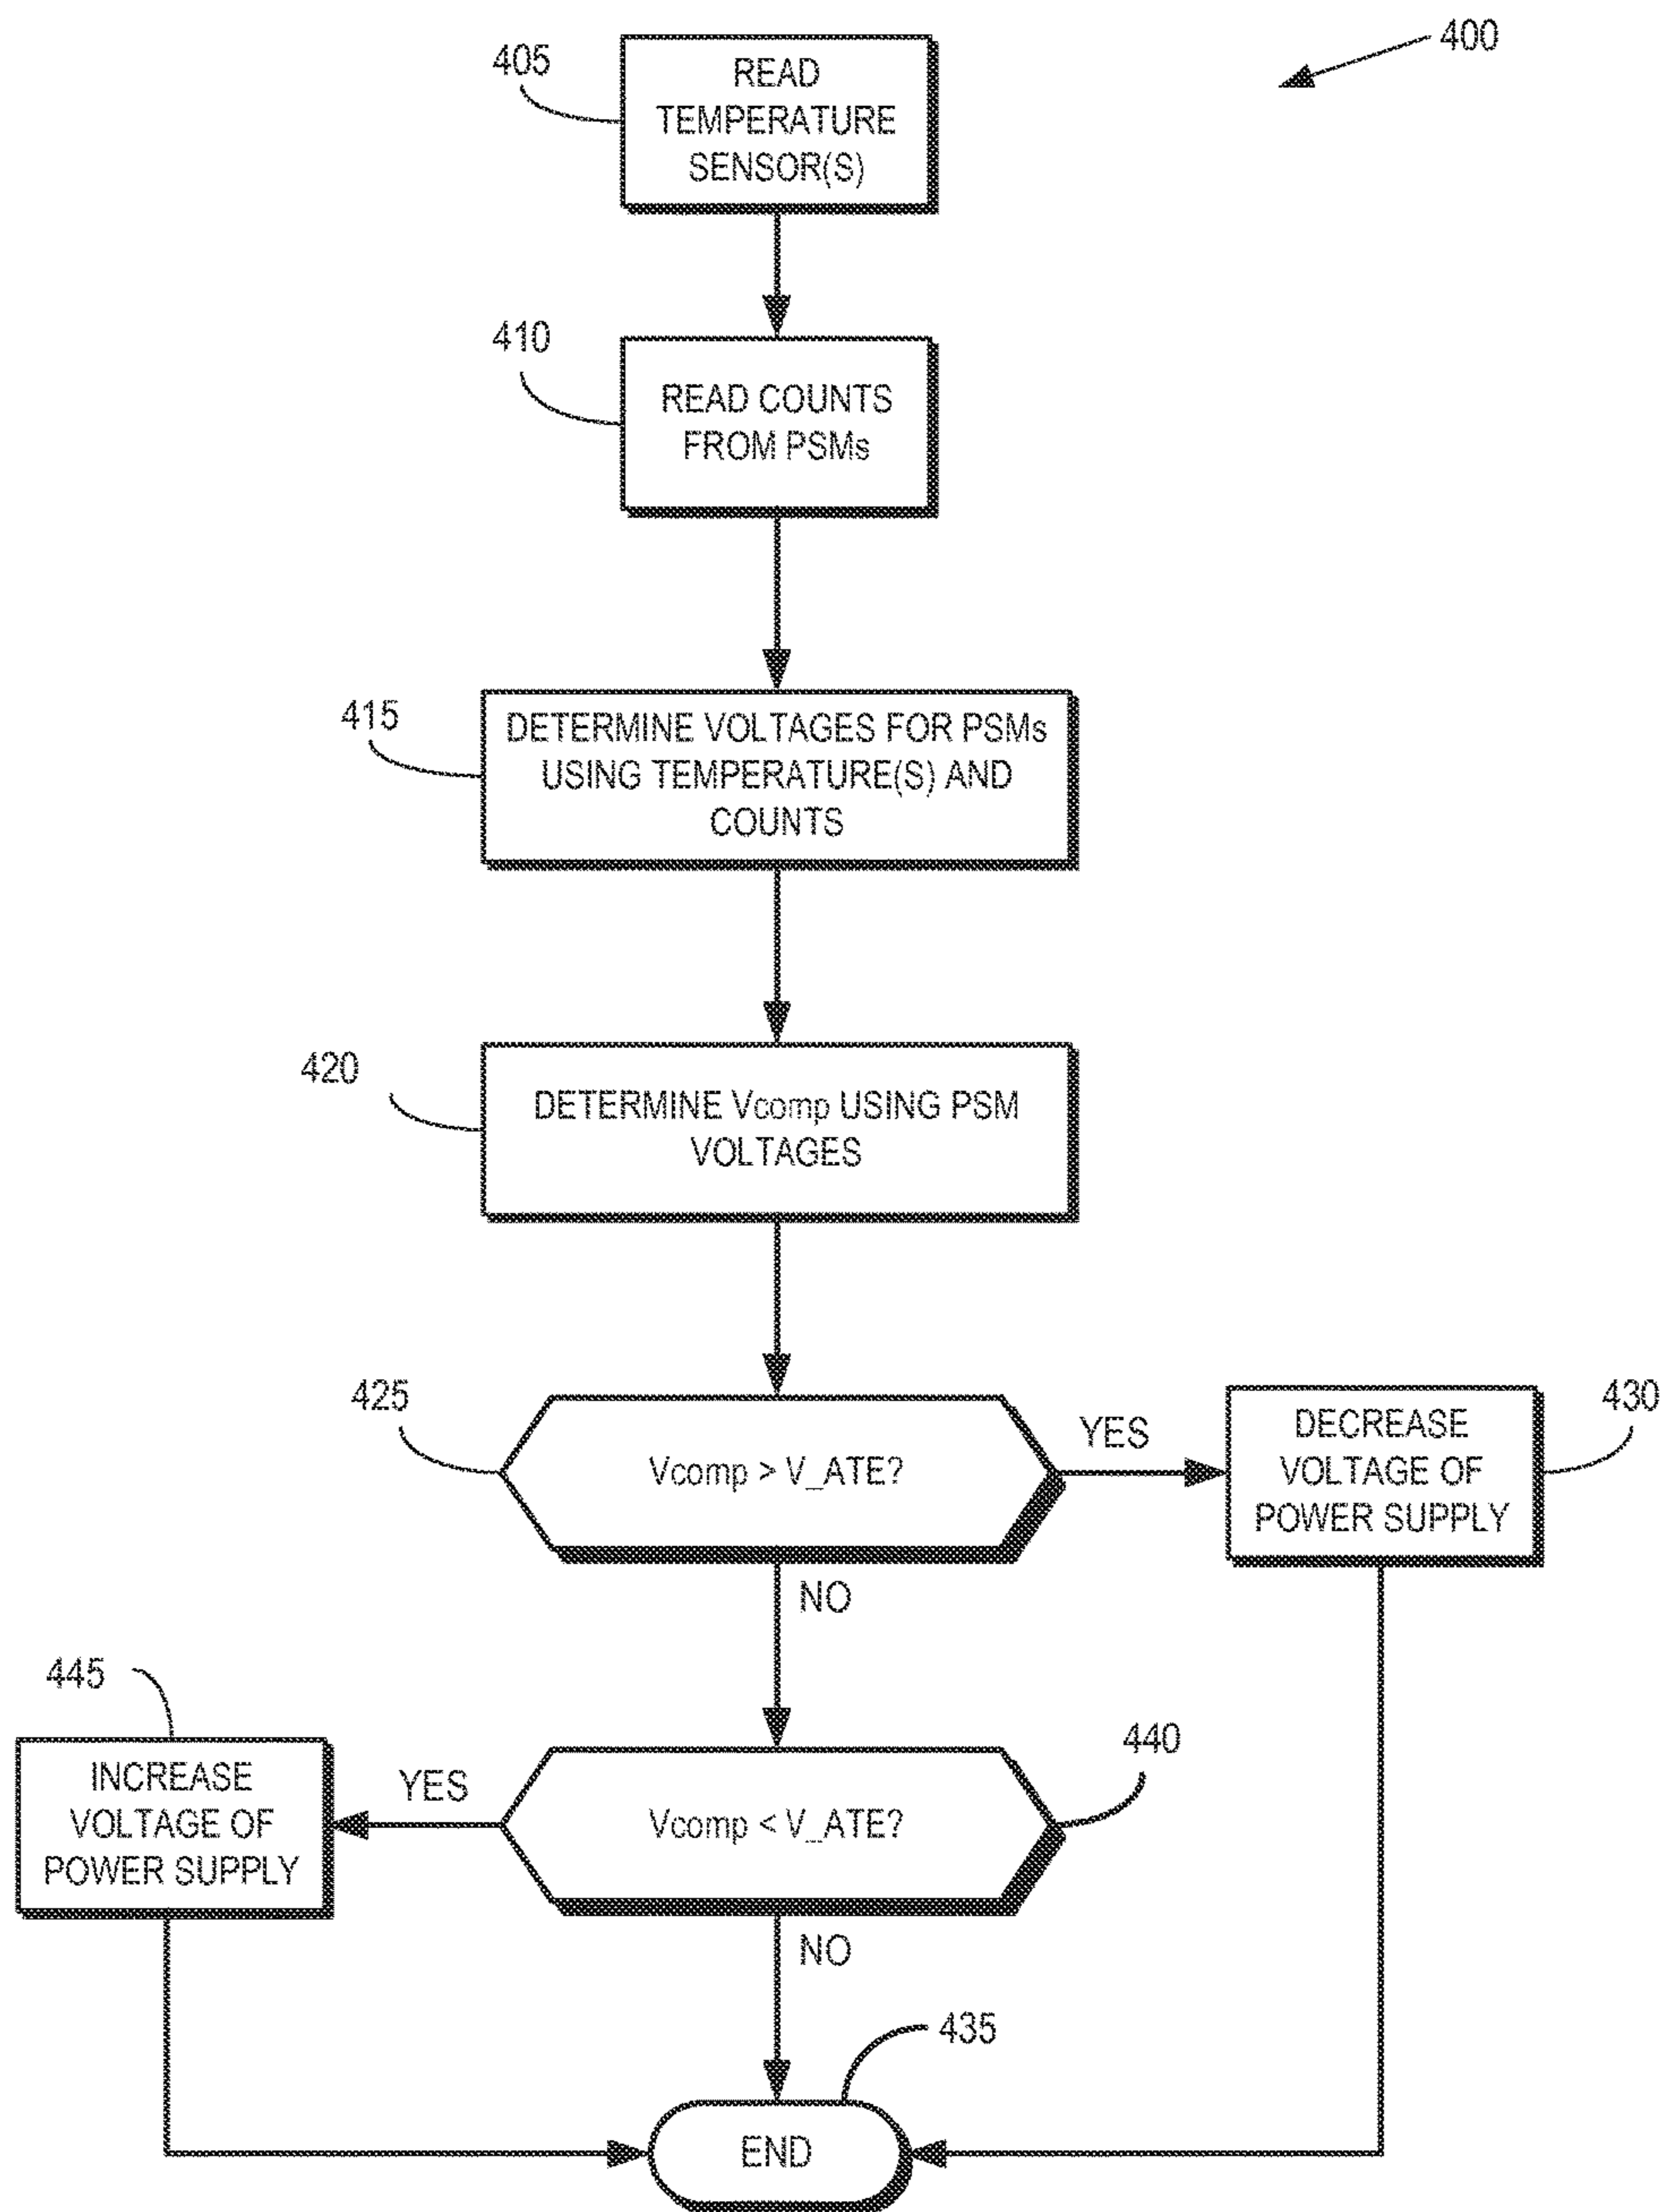 400
405
READ
TEMPERATURE
SENSOR(S)
410
READ COUNTS
FROM PSMs
415
DETERMINE VOLTAGES FOR PSMs
USING TEMPERATURE(S) AND
COUNTS
420
DETERMINE Vcomp USING PSM
VOLTAGES
425
Vcomp > V_ATE?
YES
430
DECREASE
VOLTAGE OF
POWER SUPPLY
NO
445
INCREASE
VOLTAGE OF
POWER SUPPLY
YES
440
Vcomp < V_ATE?
NO
435
END